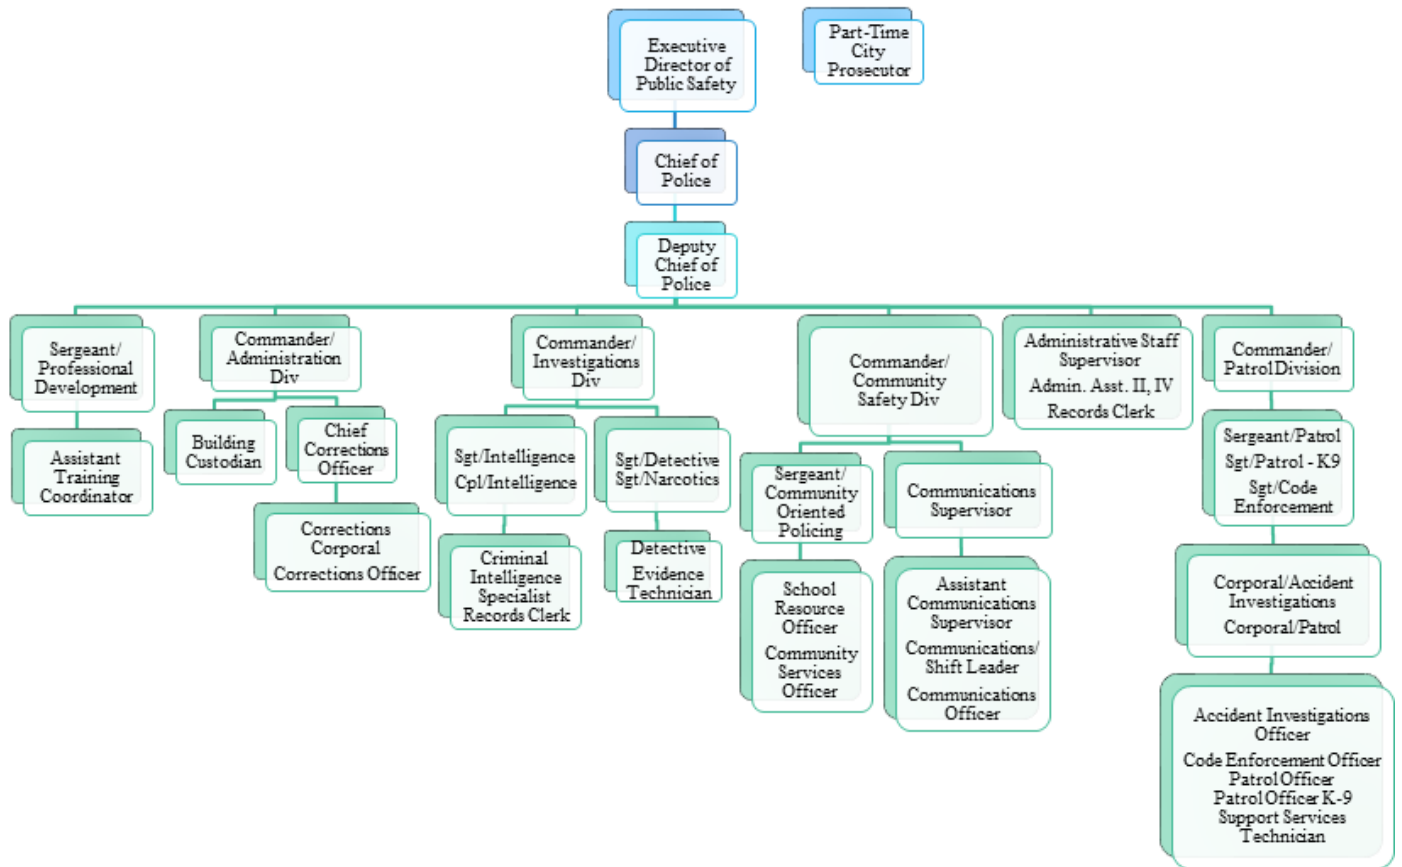 Executive
Director of
Public Safety
Part-Time
City
Prosecutor
Chief of
Police
Deputy
Chief of
Police
Sergeant/
Professional
Development
Commander/
Administration
Div
Commander/
Investigations
Div
Commander/
Community
Safety Div
Administrative Staff
Supervisor
Admin. Asst. II, IV
Records Clerk
Commander/
Patrol Division
Assistant
Training
Coordinator
Building
Custodian
Chief
Corrections
Officer
Corrections
Corporal
Corrections Officer
Sgt/Intelligence
Cpl/Intelligence
Criminal
Intelligence
Specialist
Records Clerk
Sgt/Detective
Sgt/Narcotics
Detective
Evidence
Technician
Sergeant/
Community
Oriented
Policing
School
Resource
Officer
Community
Services
Officer
Communications
Supervisor
Assistant
Communications
Supervisor
Communications/
Shift Leader
Communications
Officer
Sergeant/Patrol
Sgt/Patrol - K9
Sgt/Code
Enforcement
Corporal/Accident
Investigations
Corporal/Patrol
Accident Investigations
Officer
Code Enforcement Officer
Patrol Officer
Patrol Officer K-9
Support Services
Technician